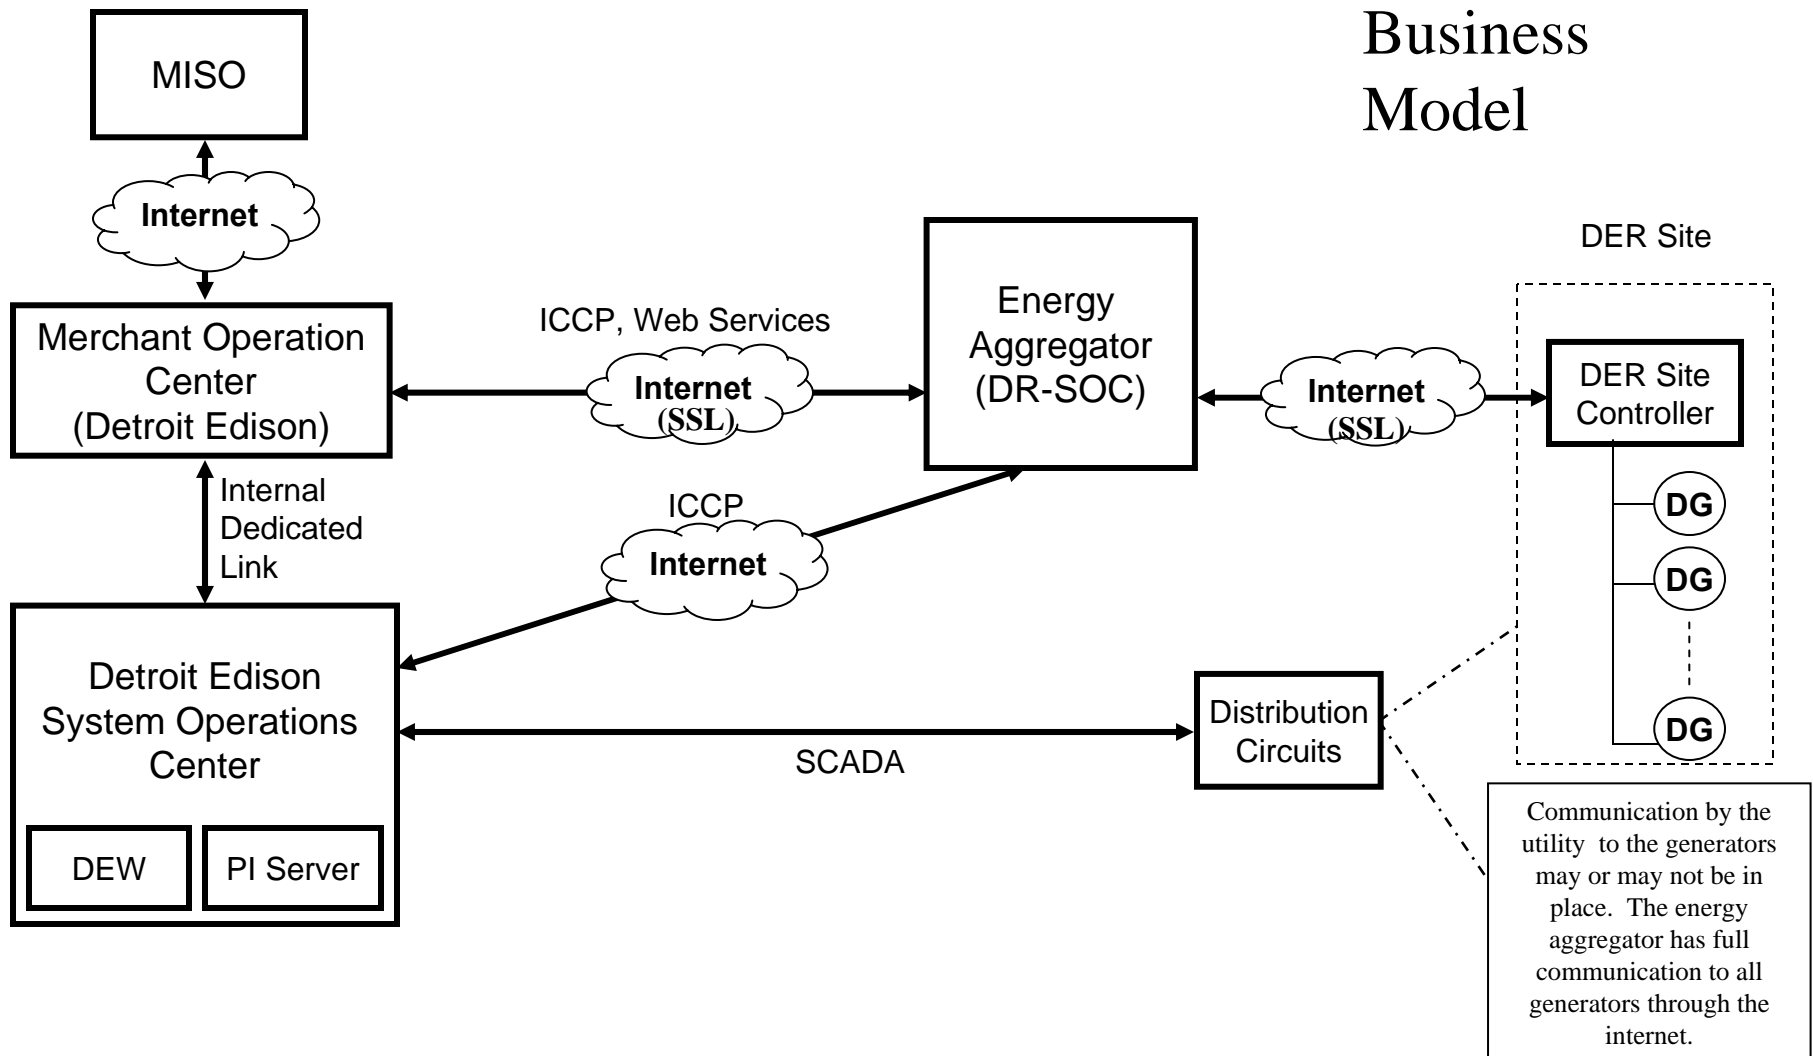 Business
Model
MISO
Internet
DER Site
Merchant Operation
Center
(Detroit Edison)
ICCP, Web Services
Internet
(SSL)
Energy
Aggregator
(DR-SOC)
Internet
(SSL)
DER Site
Controller
DG
DG
DG
Internal
Dedicated
Link
ICCP
Internet
Detroit Edison
System Operations
Center
DEW
PI Server
SCADA
Distribution
Circuits
Communication by the
utility to the generators
may or may not be in
place. The energy
aggregator has full
communication to all
generators through the
internet.